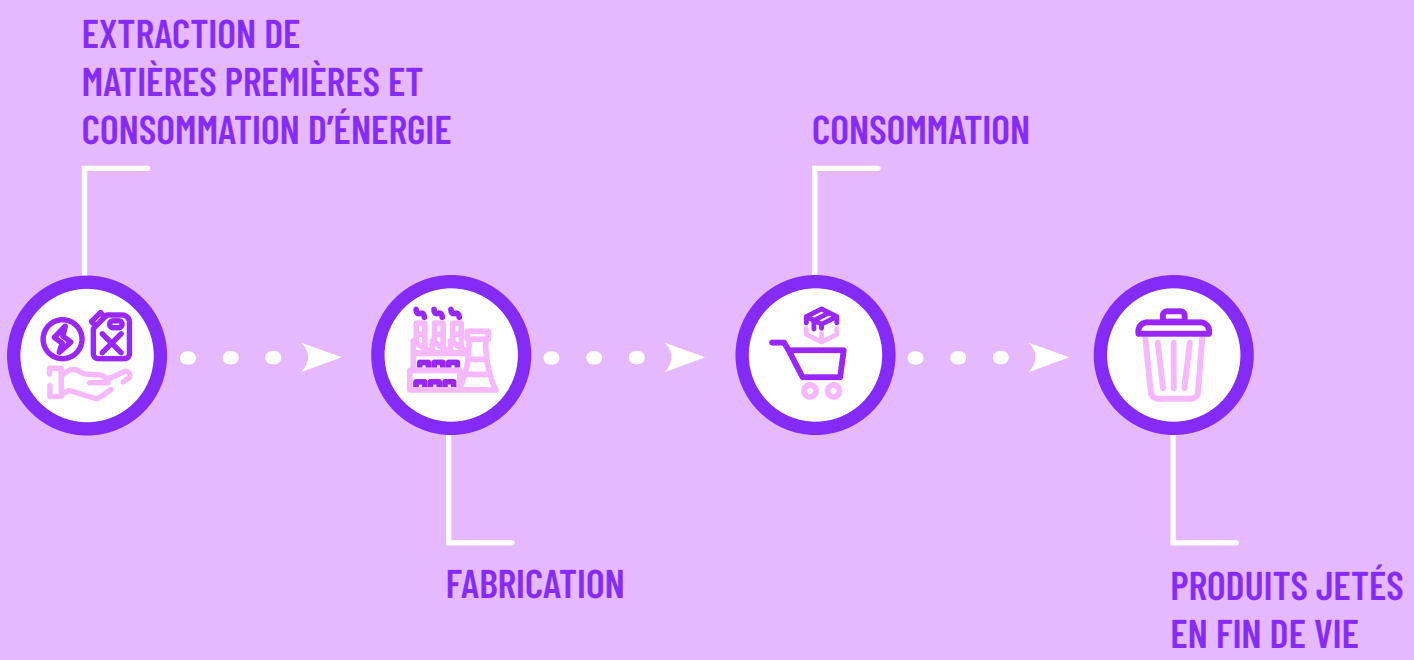 EXTRACTION DE
MATIÈRES PREMIÈRES ET
CONSOMMATION D'ÉNERGIE
FABRICATION
CONSOMMATION
PRODUITS JETÉS
EN FIN DE VIE